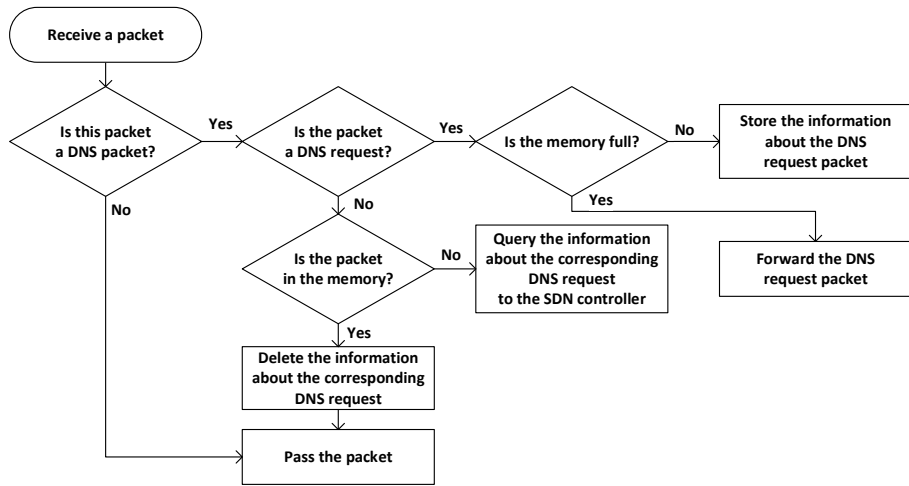 Receive a packet
Is this packet
a DNS packet?
Yes
Is the packet
a DNS request?
Yes
Is the memory full?
No
Store the information
about the DNS
request packet
No
No
Yes
Is the packet
in the memory?
No
Query the information
about the corresponding
DNS request
to the SDN controller
Forward the DNS
request packet
Yes
Delete the information
about the corresponding
DNS request
Pass the packet